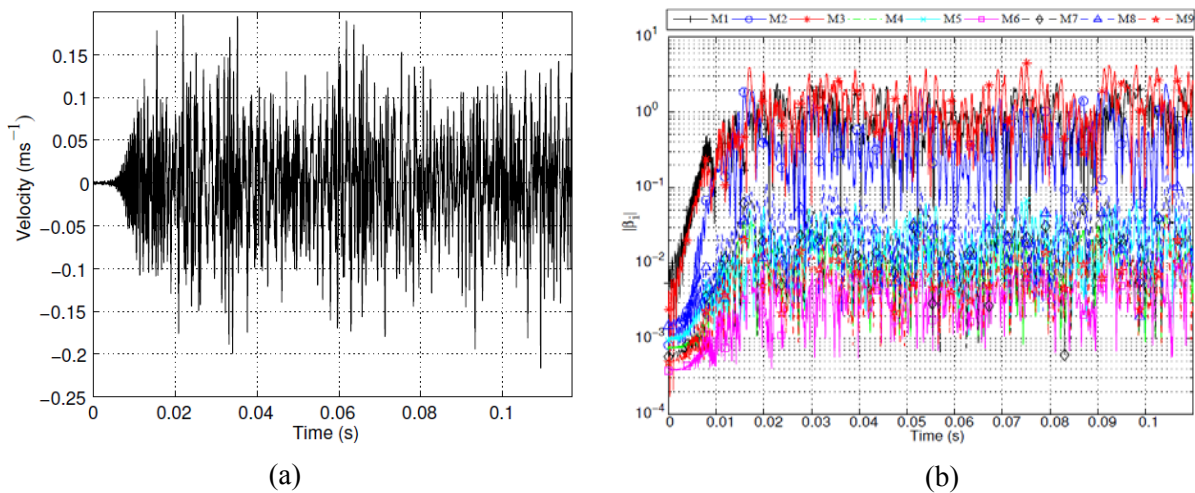 M1 M2 M3 M4 M5 M6 M7 M8 M9
0.15
0.1
0.05
0
−0.05
−0.1
−0.15
−0.2
−0.25
Velocity (ms⁻¹)
0 0.02 0.04 0.06 0.08 0.1
Time (s)
(a)
10¹
10⁰
10⁻¹
10⁻²
10⁻³
10⁻⁴
|βᵢ|
0 0.01 0.02 0.03 0.04 0.05 0.06 0.07 0.08 0.09 0.1
Time (s)
(b)